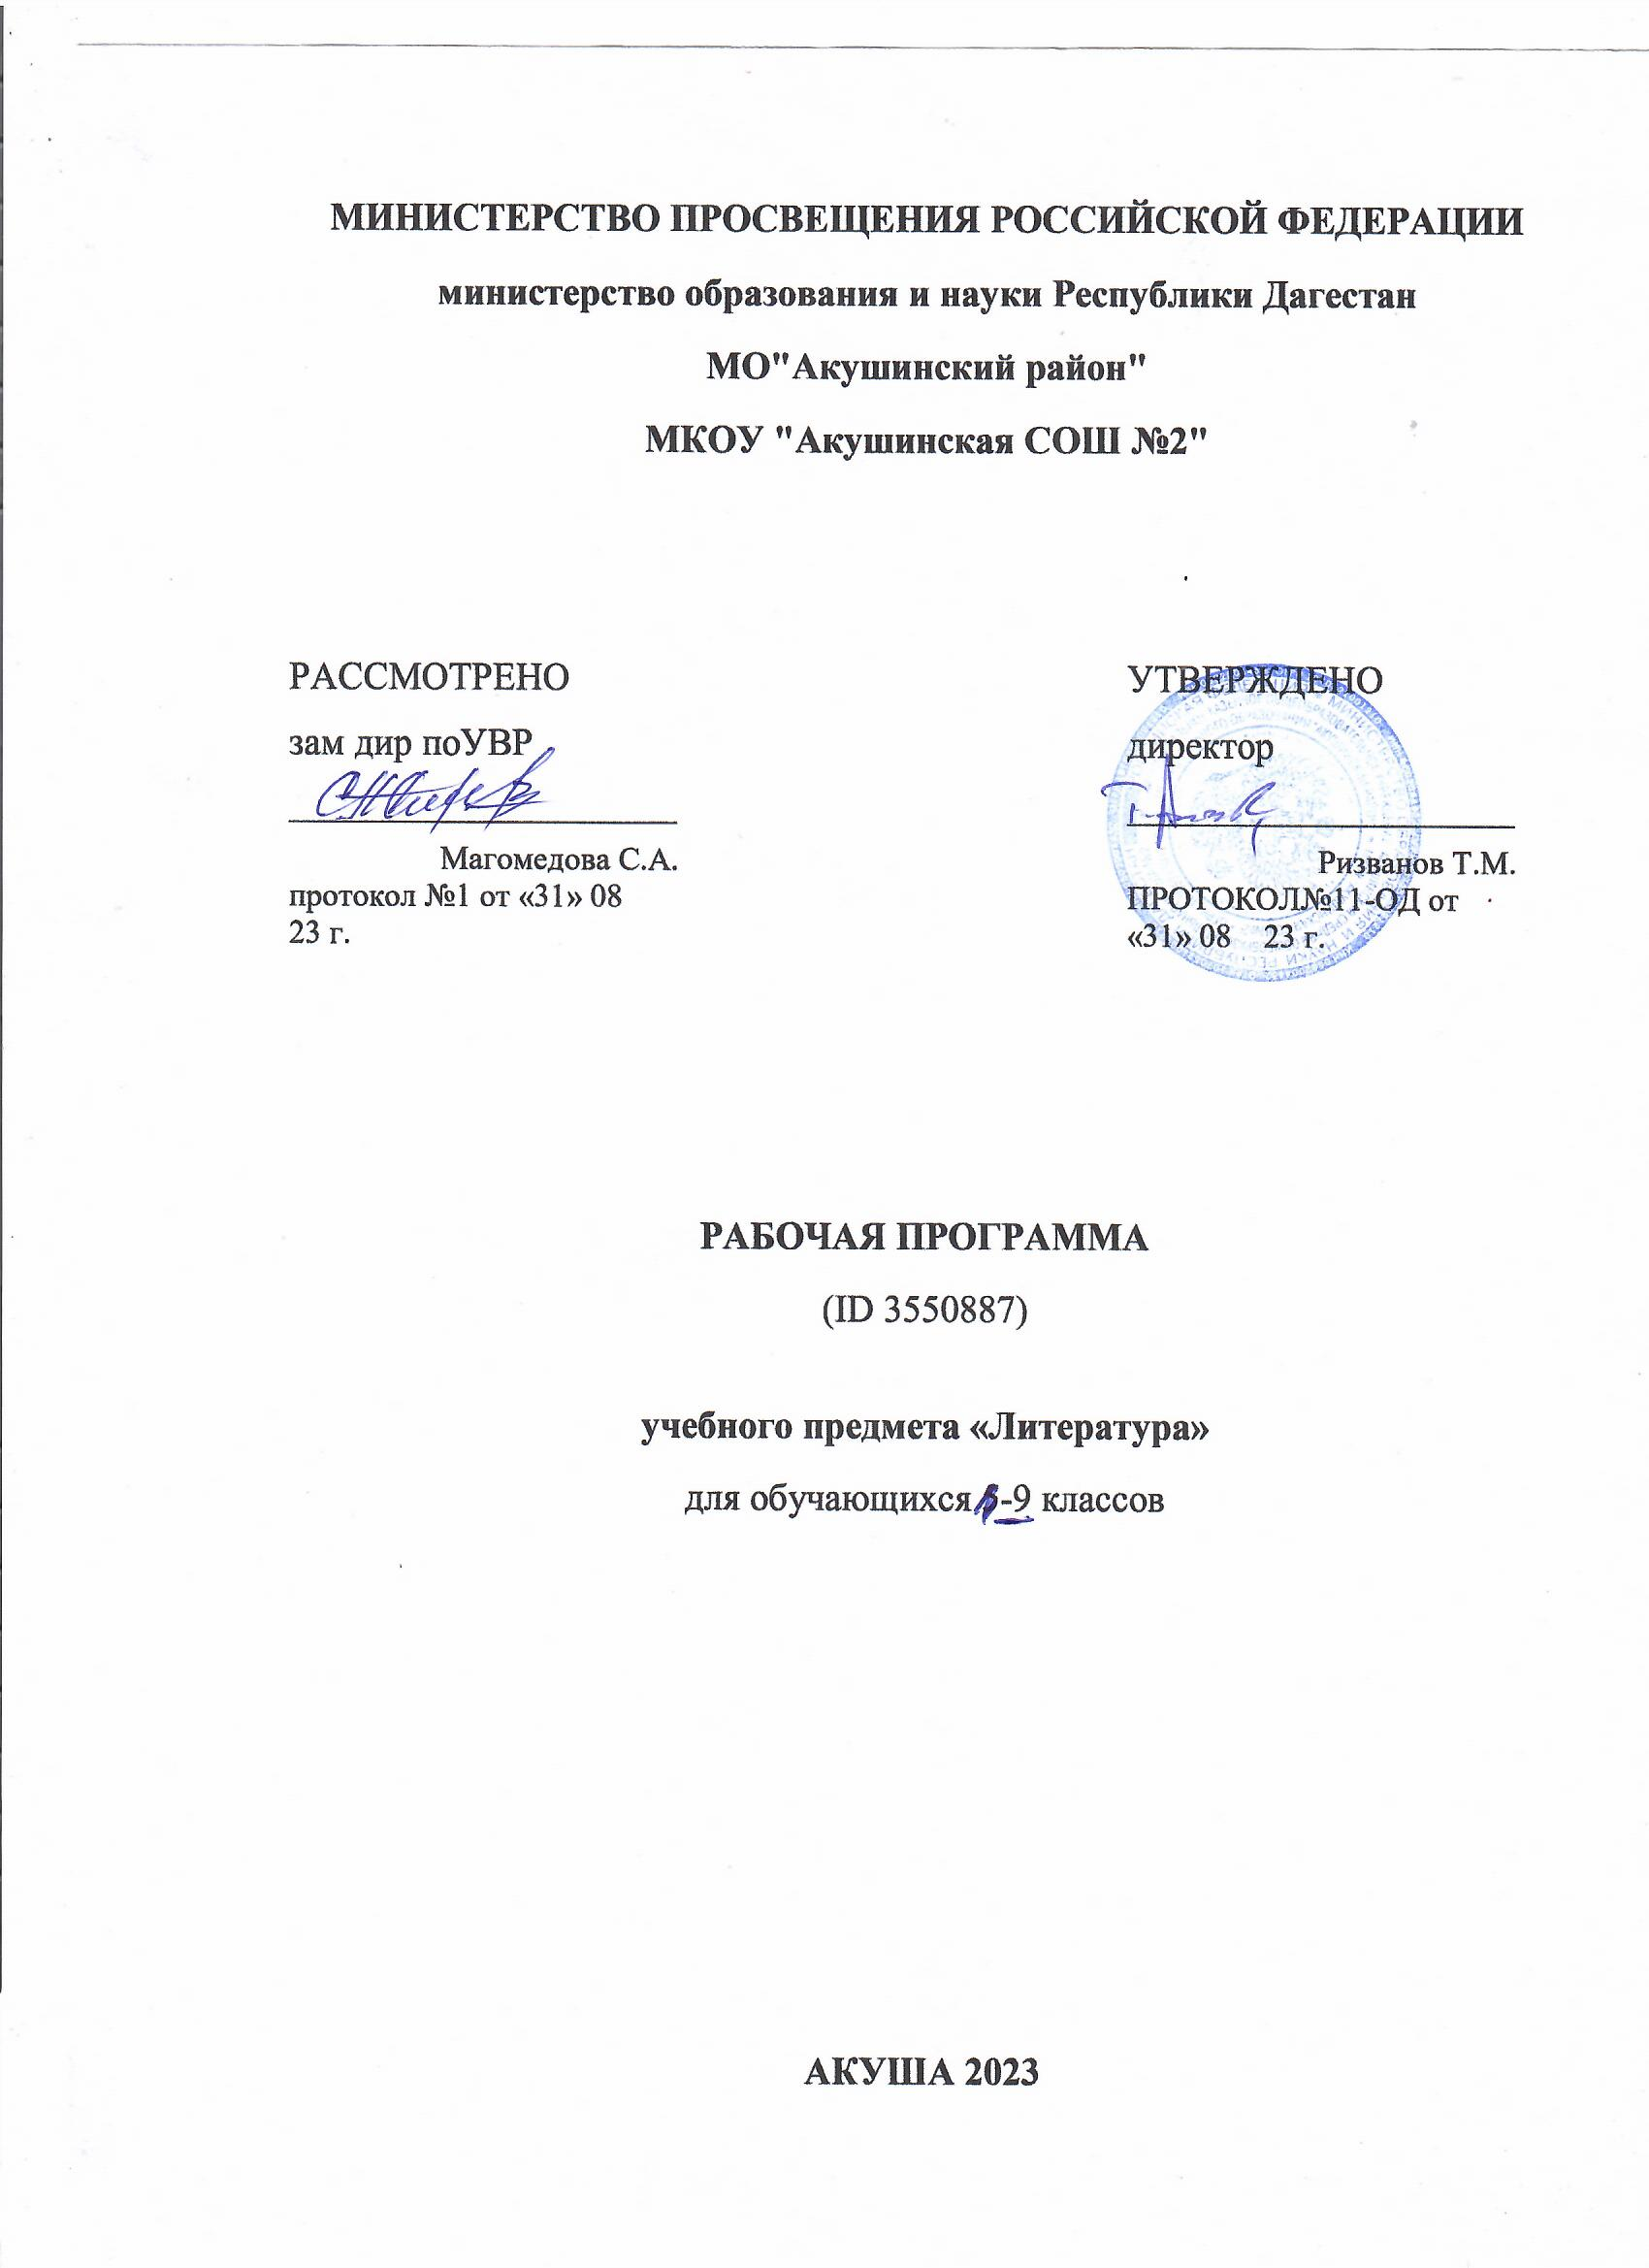 МИНИСТЕРСТВО ПРОСВЕЩЕНИЯ РОССИЙСКОЙ ФЕДЕРАЦИИ
министерство образования и науки Республики Дагестан
МО"Акушинский район"
МКОУ "Акушинская СОШ №2"
РАССМОТРЕНО
зам дир поУВР
Магомедова С.А.
протокол №1 от «31» 08
23 г.
УТВЕРЖДЕНО
директор
Ризванов Т.М.
ПРОТОКОЛ№11-ОД от
«31» 08 23 г.
РАБОЧАЯ ПРОГРАММА
(ID 3550887)
учебного предмета «Литература»
для обучающихся -9 классов
АКУША 2023